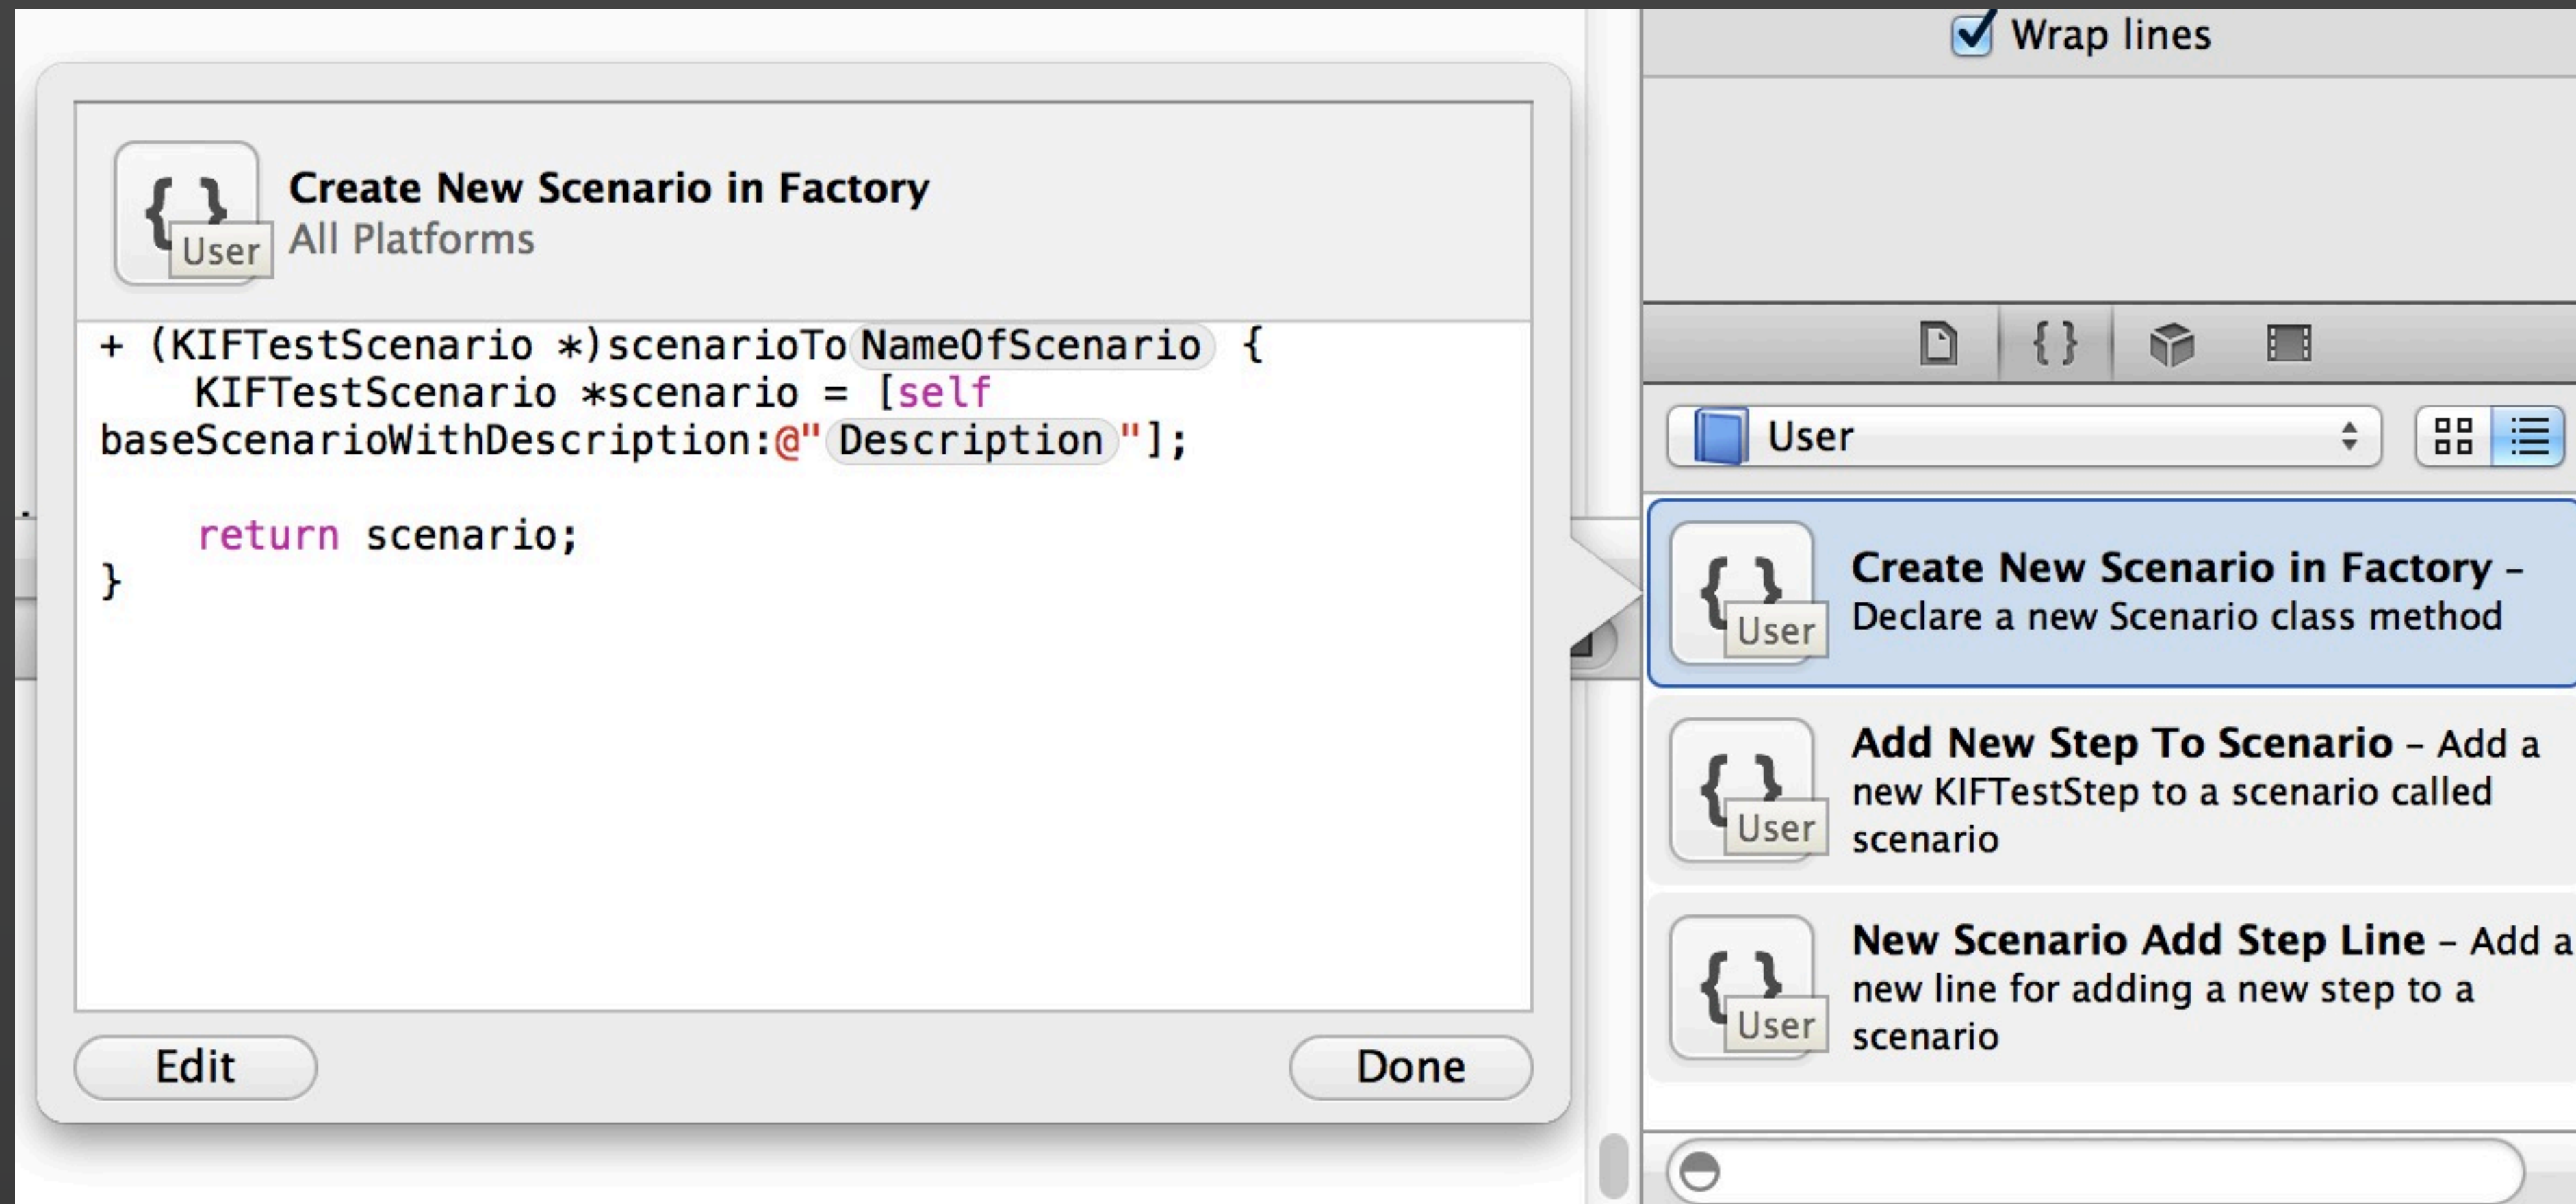 Wrap lines
Create New Scenario in Factory
User
All Platforms
+ (KIFTestScenario *)scenarioTo NameOfScenario {
    KIFTestScenario *scenario = [self
baseScenarioWithDescription:@" Description "];
    return scenario;
}
Edit
Done
{ }
User
{ }
User
Create New Scenario in Factory –
Declare a new Scenario class method
{ }
User
Add New Step To Scenario – Add a
new KIFTestStep to a scenario called
scenario
{ }
User
New Scenario Add Step Line – Add a
new line for adding a new step to a
scenario